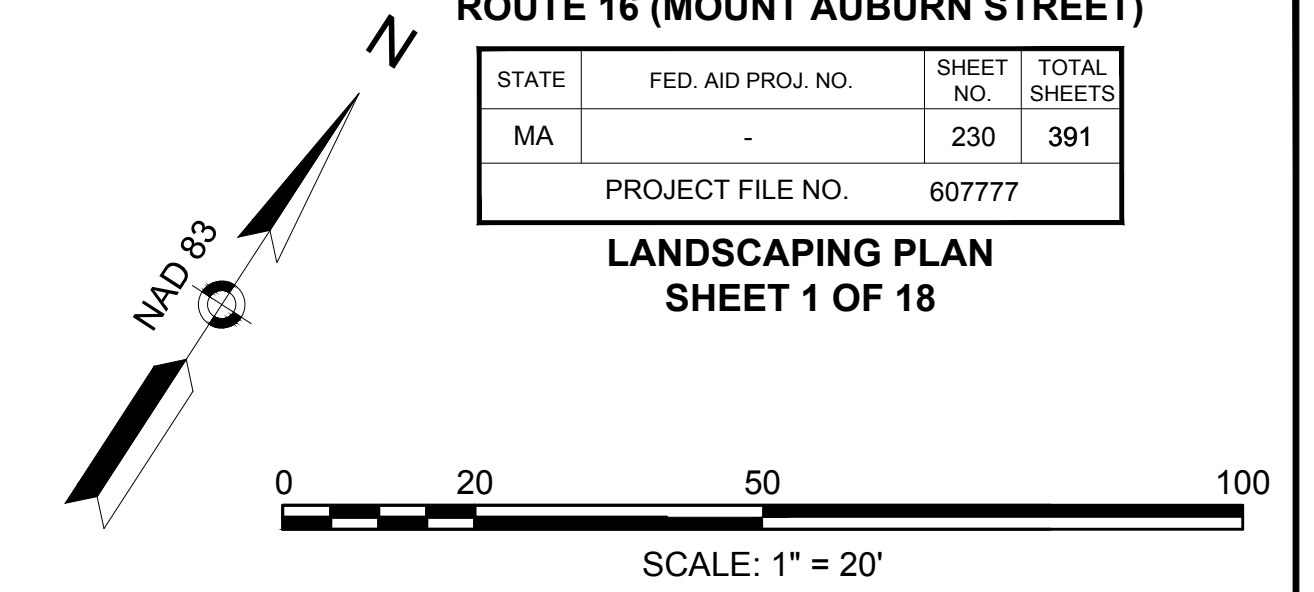 ROUTE 16 (MOUNT AUBURN STREET)
N
STATE FED. AID PROJ. NO. SHEET NO. TOTAL SHEETS
MA - 230 391
PROJECT FILE NO. 607777
LANDSCAPING PLAN
SHEET 1 OF 18
NAD 83
0 20 50 100
SCALE: 1" = 20'